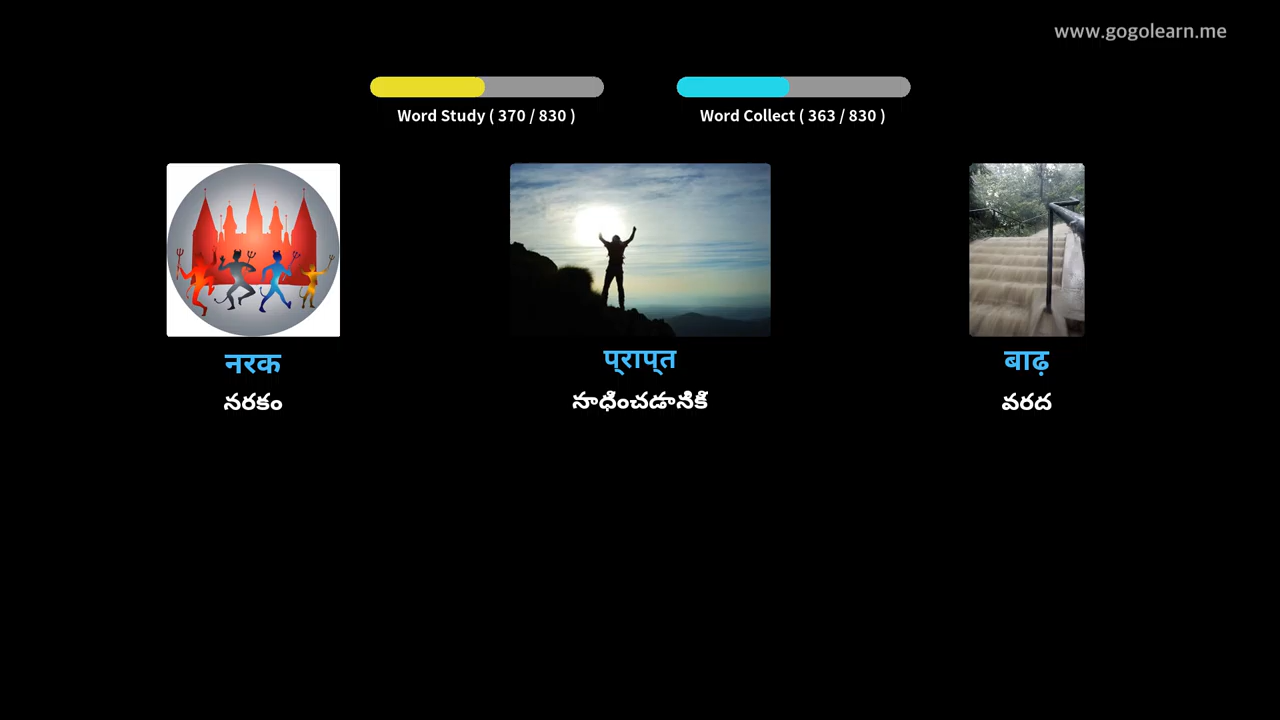 www.gogolearn.me
Word Study ( 370 / 830 )
Word Collect ( 363 / 830 )
नरक
प्राप्त
बाढ़
నరకం
సాధించడానికి
వరద